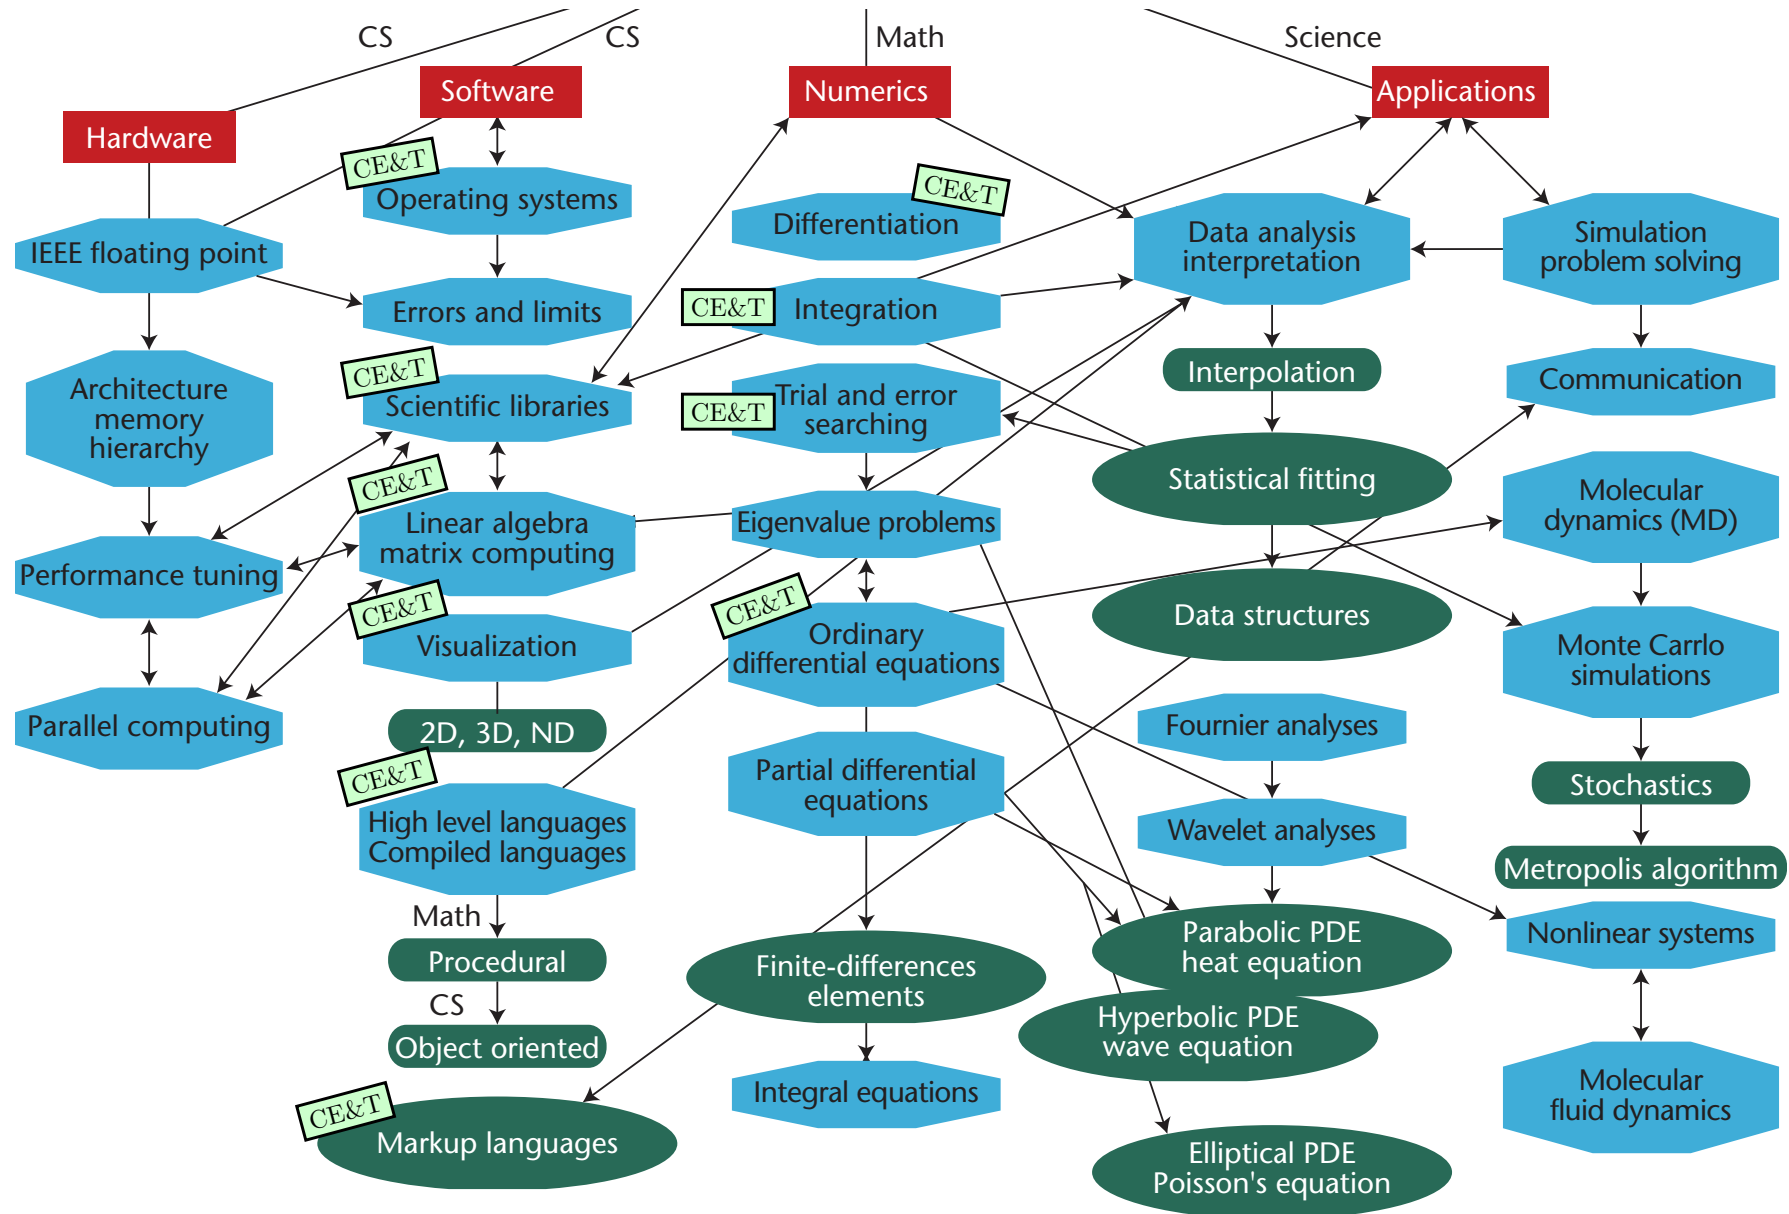 CS
CS
Math
Science
Hardware
Software
Numerics
Applications
CE&T
Operating systems
IEEE floating point
Errors and limits
Architecture
memory
hierarchy
CE&T
Scientific libraries
CE&T
Linear algebra
matrix computing
Performance tuning
CE&T
Visualization
Parallel computing
2D, 3D, ND
CE&T
High level languages
Compiled languages
Math
Procedural
CS
Object oriented
CE&T
Markup languages
CE&T
Differentiation
CE&T
Integration
CE&T
Trial and error
searching
Eigenvalue problems
CE&T
Ordinary
differential equations
Partial differential
equations
Finite-differences
elements
Integral equations
Data analysis
interpretation
Interpolation
Statistical fitting
Data structures
Fournier analyses
Wavelet analyses
Parabolic PDE
heat equation
Hyperbolic PDE
wave equation
Elliptical PDE
Poisson's equation
Simulation
problem solving
Communication
Molecular
dynamics (MD)
Monte Carrlo
simulations
Stochastics
Metropolis algorithm
Nonlinear systems
Molecular
fluid dynamics